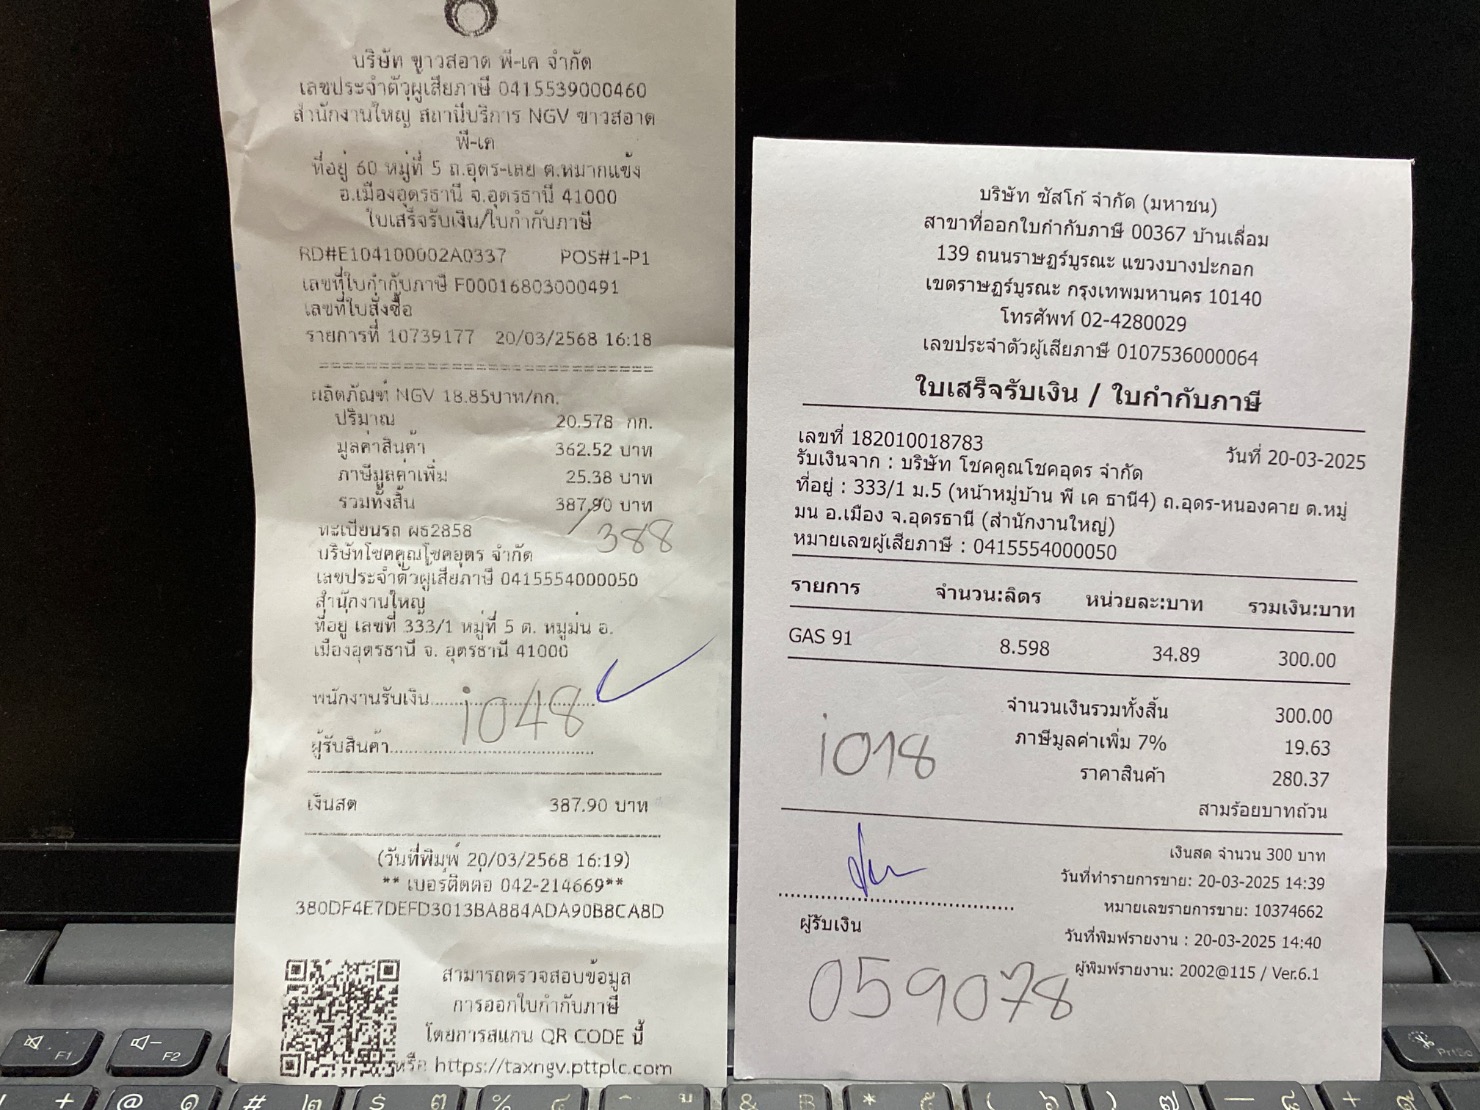 บริษัท ขาวสอาด พี-เค จำกัด
เลขประจำตัวผู้เสียภาษี 0415539000460
สำนักงานใหญ่ สถานีบริการ NGV ขาวสอาด
พี-เค
ที่อยู่ 60 หมู่ที่ 5 ถ.อุดร-เลย ต.หมากแข้ง
อ.เมืองอุดรธานี จ.อุดรธานี 41000
ใบเสร็จรับเงิน/ใบกำกับภาษี
RD#E104100002A0337 POS#1-P1
เลขที่ใบกำกับภาษี F00016803000491
เลขที่ใบสั่งซื้อ
รายการที่ 10739177 20/03/2568 16:18
ผลิตภัณฑ์ NGV 18.85บาท/กก.
ปริมาณ 20.578 กก.
มูลค่าสินค้า 362.52 บาท
ภาษีมูลค่าเพิ่ม 25.38 บาท
รวมทั้งสิ้น 387.90 บาท
ทะเบียนรถ ผธ2858 388
บริษัทโชคคูณโชคอุดร จำกัด
เลขประจำตัวผู้เสียภาษี 0415554000050
สำนักงานใหญ่
ที่อยู่ เลขที่ 333/1 หมู่ที่ 5 ต. หมูม่น อ.
เมืองอุดรธานี จ. อุดรธานี 41000
พนักงานรับเงิน.......................... i048
ผู้รับสินค้า................................
เงินสด 387.90 บาท
(วันที่พิมพ์ 20/03/2568 16:19)
** เบอร์ติดต่อ 042-214669**
380DF4E7DEFD3013BA884ADA90B8CA8D
สามารถตรวจสอบข้อมูล
การออกใบกำกับภาษี
โดยการสแกน QR CODE นี้
หรือ https://taxngv.pttplc.com
บริษัท ซัสโก้ จำกัด (มหาชน)
สาขาที่ออกใบกำกับภาษี 00367 บ้านเลื่อม
139 ถนนราษฎร์บูรณะ แขวงบางปะกอก
เขตราษฎร์บูรณะ กรุงเทพมหานคร 10140
โทรศัพท์ 02-4280029
เลขประจำตัวผู้เสียภาษี 0107536000064
ใบเสร็จรับเงิน / ใบกำกับภาษี
เลขที่ 182010018783 วันที่ 20-03-2025
รับเงินจาก : บริษัท โชคคูณโชคอุดร จำกัด
ที่อยู่ : 333/1 ม.5 (หน้าหมู่บ้าน พี เค ธานี4) ถ.อุดร-หนองคาย ต.หมู
มน อ.เมือง จ.อุดรธานี (สำนักงานใหญ่)
หมายเลขผู้เสียภาษี : 0415554000050
รายการ จำนวน:ลิตร หน่วยละ:บาท รวมเงิน:บาท
GAS 91 8.598 34.89 300.00
จำนวนเงินรวมทั้งสิ้น 300.00
i018 ภาษีมูลค่าเพิ่ม 7% 19.63
ราคาสินค้า 280.37
สามร้อยบาทถ้วน
เงินสด จำนวน 300 บาท
วันที่ทำรายการขาย: 20-03-2025 14:39
หมายเลขรายการขาย: 10374662
ผู้รับเงิน
วันที่พิมพ์รายงาน : 20-03-2025 14:40
ผู้พิมพ์รายงาน: 2002@115 / Ver.6.1
059078
F1
F2
PrtSc
+ @ ๑ # ๒ $ ๓ % ๔